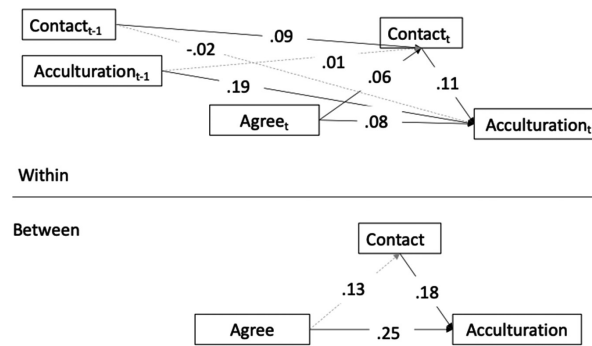 Contactt-1
Contactt
.09
-.02
Acculturationt-1
.01
.06
.11
.19
Agreet
.08
Acculturationt
Within
Between
Contact
.13
.18
Agree
.25
Acculturation